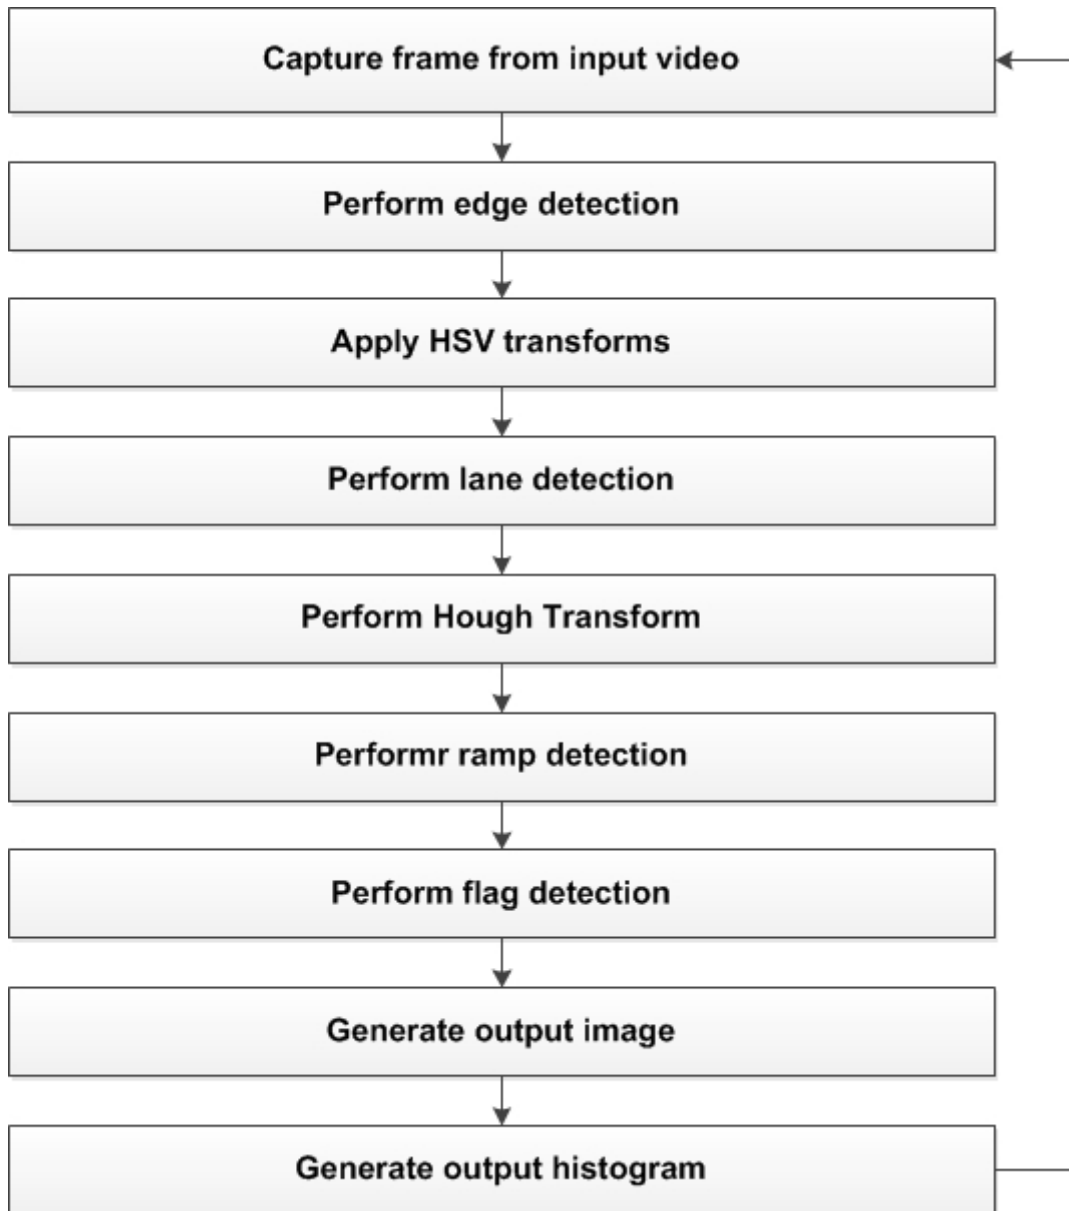 Capture frame from input video
Perform edge detection
Apply HSV transforms
Perform lane detection
Perform Hough Transform
Performr ramp detection
Perform flag detection
Generate output image
Generate output histogram